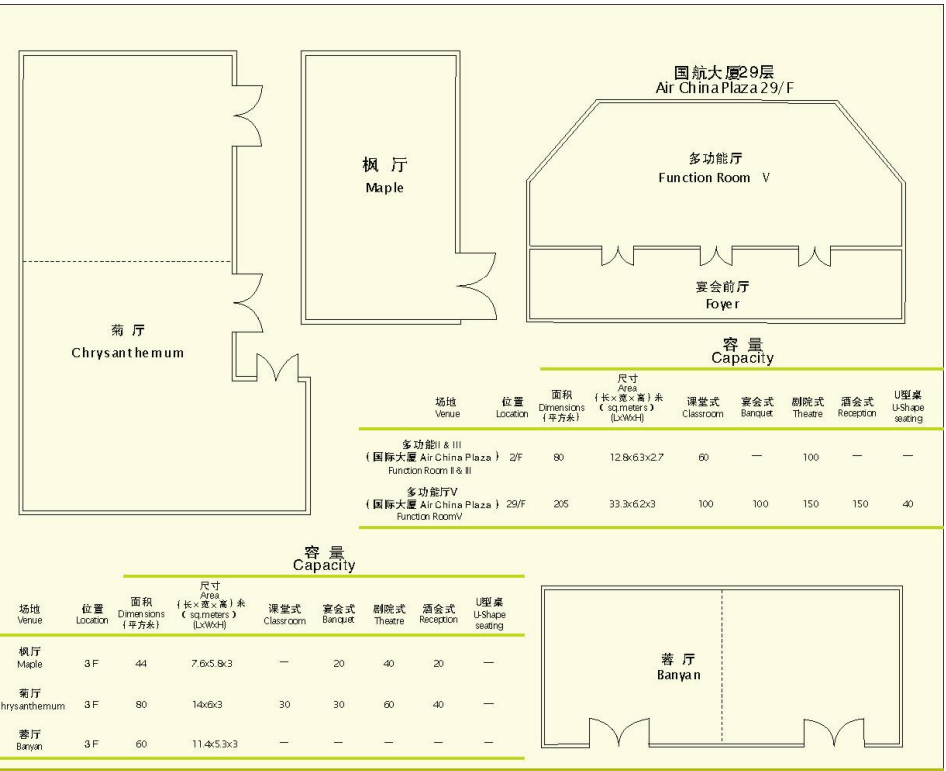 国航大厦29层
Air China Plaza 29/F
多功能厅
Function Room V
枫 厅
Maple
宴会前厅
Foyer
菊 厅
Chrysanthemum
容 量
Capacity
场地 位置 面积 尺寸 课堂式 宴会式 剧院式 酒会式 U型桌
Venue Location Dimensions Area Classroom Banquet Theatre Reception U-Shape
(平方米) (长×宽×高)米 seating
( sq.meters )
(LxWxH)
多功能II & III
(国际大厦 Air China Plaza ) 2/F 80 12.8x6.3x2.7 60 — 100 — —
Function Room II & III
多功能厅V
(国际大厦 Air China Plaza ) 29/F 205 33.3x6.2x3 100 100 150 150 40
Function RoomV
容 量
Capacity
场地 位置 面积 尺寸 课堂式 宴会式 剧院式 酒会式 U型桌
Venue Location Dimensions Area Classroom Banquet Theatre Reception U-Shape
(平方米) (长×宽×高)米 seating
( sq.meters )
(LxWxH)
枫厅
Maple 3 F 44 7.6x5.8x3 — 20 40 20 —
菊厅
hrysanthemum 3 F 80 14x6x3 30 30 60 40 —
蓉厅
Banyan 3 F 60 11.4x5.3x3 — — — — —
蓉 厅
Banyan